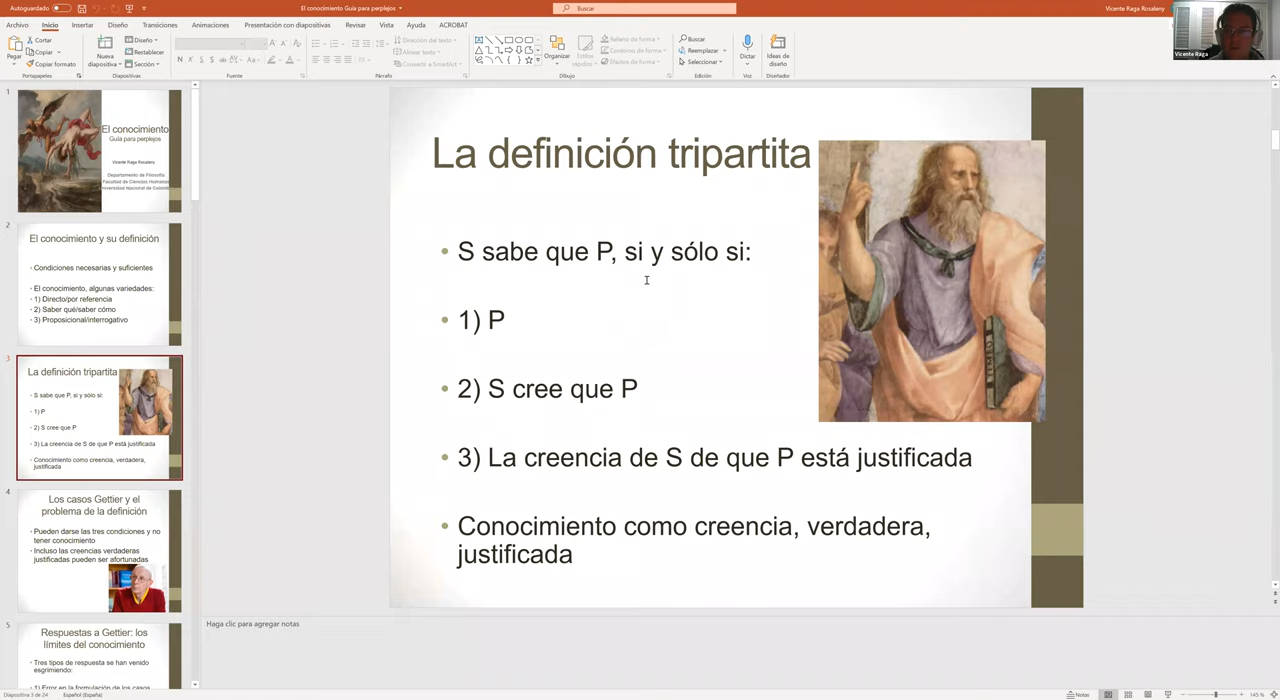 Autoguardado
El conocimiento Guía para perplejos
Buscar
Vicente Raga Rosaleny
Archivo Inicio Insertar Diseño Transiciones Animaciones Presentación con diapositivas Revisar Vista Ayuda ACROBAT
Vicente Raga
Pegar
Cortar
Copiar
Copiar formato
Portapapeles
Nueva
diapositiva
Diseño
Restablecer
Sección
Diapositivas
Fuente
Dirección del texto
Alinear texto
Convertir a SmartArt
Párrafo
Organizar
Estilos
rápidos
Relleno de forma
Contorno de forma
Efectos de forma
Dibujo
Buscar
Reemplazar
Seleccionar
Edición
Dictar
Voz
Ideas de
diseño
Diseñador
1
El conocimiento
Guía para perplejos
Vicente Raga Rosaleny
Departamento de Filosofía
Facultad de Ciencias Humanas
2
El conocimiento y su definición
Condiciones necesarias y suficientes
El conocimiento, algunas variedades:
1) Directo/por referencia
2) Saber qué/saber cómo
3) Proposicional/interrogativo
3
La definición tripartita
S sabe que P, si y sólo si:
1) P
2) S cree que P
3) La creencia de S de que P está justificada
Conocimiento como creencia, verdadera,
justificada
4
Los casos Gettier y el
problema de la definición
Pueden darse las tres condiciones y no
tener conocimiento
Incluso las creencias verdaderas
justificadas pueden ser afortunadas
5
Respuestas a Gettier: los
límites del conocimiento
Tres tipos de respuesta se han venido
esgrimiendo:
1) Error en la formulación de los casos
La definición tripartita
• S sabe que P, si y sólo si:
• 1) P
• 2) S cree que P
• 3) La creencia de S de que P está justificada
• Conocimiento como creencia, verdadera,
justificada
Haga clic para agregar notas
Diapositiva 3 de 24
Español (España)
Notas
145 %